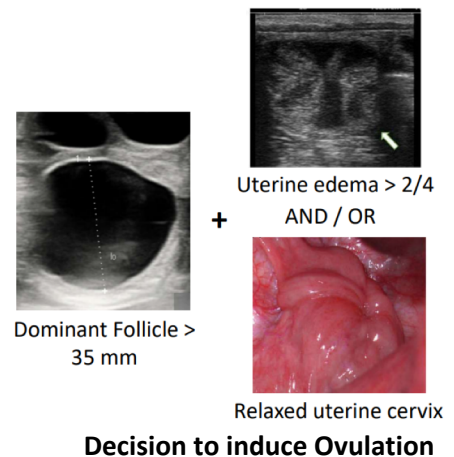 Uterine edema > 2/4
+
AND / OR
Dominant Follicle >
35 mm
b
Relaxed uterine cervix
Decision to induce Ovulation